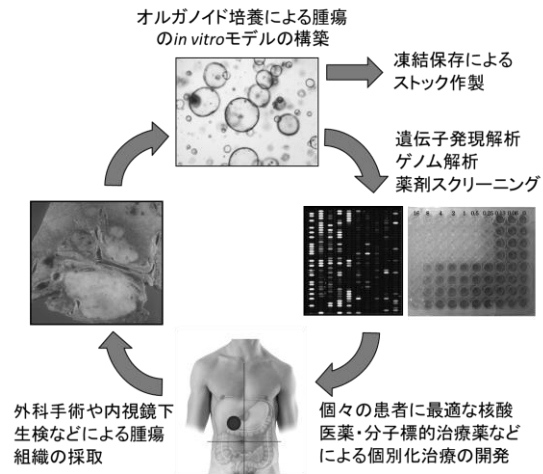 オルガノイド培養による腫瘍
のin vitroモデルの構築
凍結保存による
ストック作製
遺伝子発現解析
ゲノム解析
薬剤スクリーニング
外科手術や内視鏡下
生検などによる腫瘍
組織の採取
個々の患者に最適な核酸
医薬・分子標的治療薬など
による個別化治療の開発